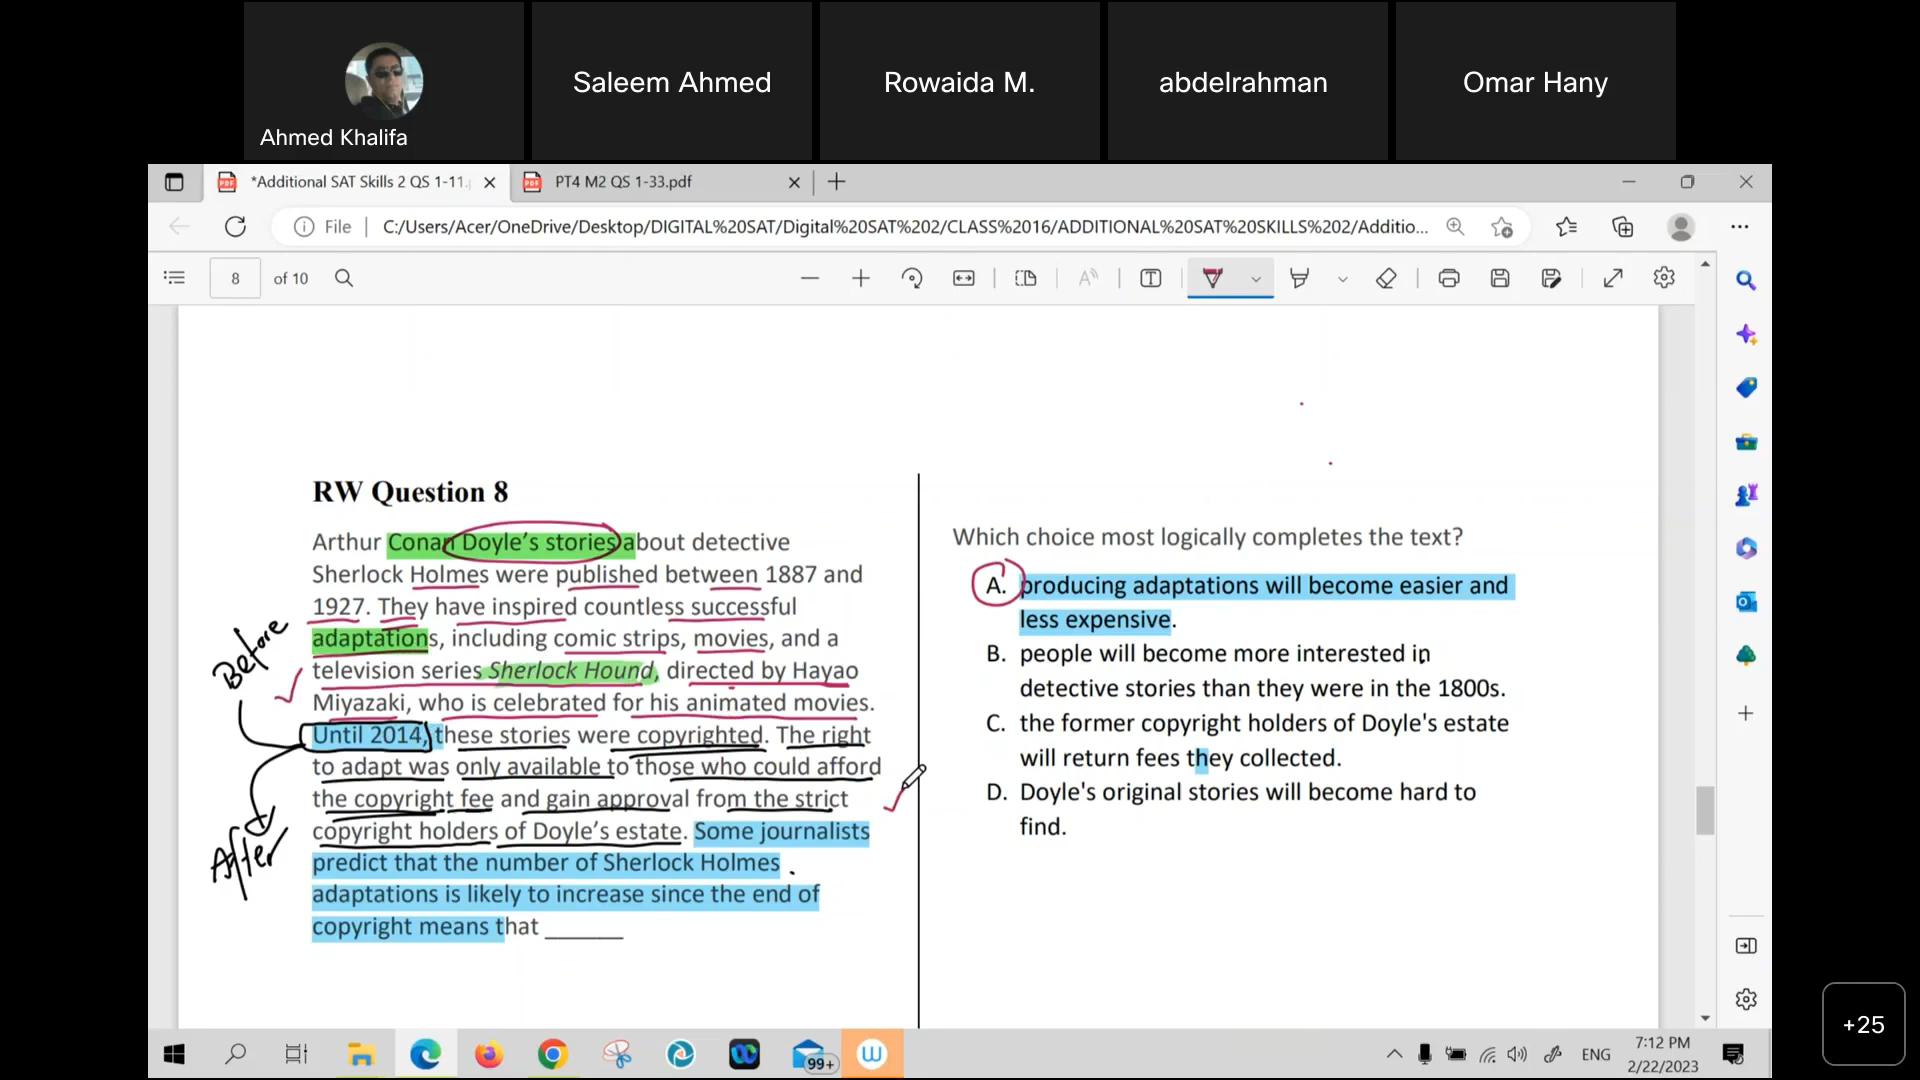 Ahmed Khalifa
Saleem Ahmed
Rowaida M.
abdelrahman
Omar Hany
*Additional SAT Skills 2 QS 1-11.
PT4 M2 QS 1-33.pdf
File
C:/Users/Acer/OneDrive/Desktop/DIGITAL%20SAT/Digital%20SAT%202/CLASS%2016/ADDITIONAL%20SAT%20SKILLS%202/Additio...
8 of 10
RW Question 8
Arthur Conan Doyle's stories about detective
Sherlock Holmes were published between 1887 and
1927. They have inspired countless successful
adaptations, including comic strips, movies, and a
television series Sherlock Hound, directed by Hayao
Miyazaki, who is celebrated for his animated movies.
Until 2014, these stories were copyrighted. The right
to adapt was only available to those who could afford
the copyright fee and gain approval from the strict
copyright holders of Doyle's estate. Some journalists
predict that the number of Sherlock Holmes
adaptations is likely to increase since the end of
copyright means that ______
Before
After
Which choice most logically completes the text?
A. producing adaptations will become easier and
less expensive.
B. people will become more interested in
detective stories than they were in the 1800s.
C. the former copyright holders of Doyle's estate
will return fees they collected.
D. Doyle's original stories will become hard to
find.
+25
99+
ENG
7:12 PM
2/22/2023